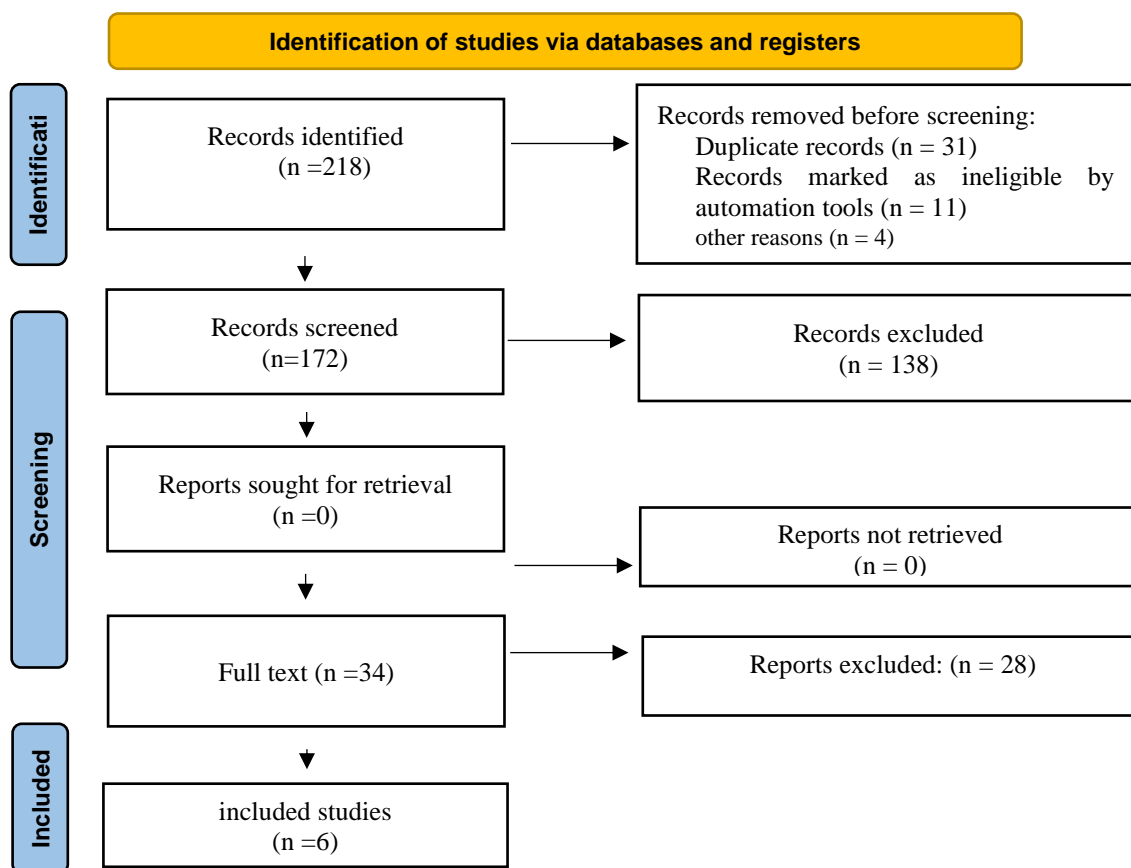 Identification of studies via databases and registers
Identificati
Records identified
(n =218)
Records removed before screening:
Duplicate records (n = 31)
Records marked as ineligible by
automation tools (n = 11)
other reasons (n = 4)
Screening
Records screened
(n=172)
Records excluded
(n = 138)
Reports sought for retrieval
(n =0)
Reports not retrieved
(n = 0)
Full text (n =34)
Reports excluded: (n = 28)
Included
included studies
(n =6)